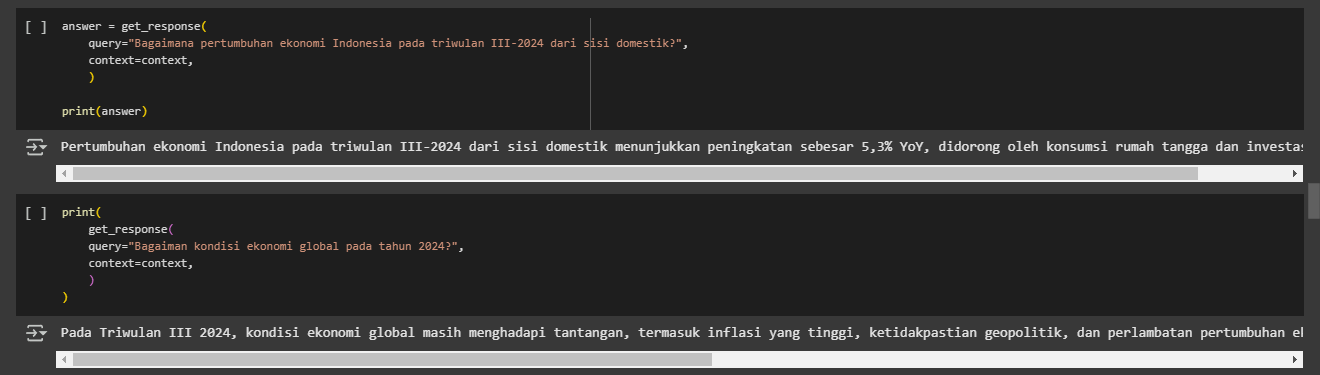 [ ] answer = get_response(
query="Bagaimana pertumbuhan ekonomi Indonesia pada triwulan III-2024 dari sisi domestik?",
context=context,
)
print(answer)
Pertumbuhan ekonomi Indonesia pada triwulan III-2024 dari sisi domestik menunjukkan peningkatan sebesar 5,3% YoY, didorong oleh konsumsi rumah tangga dan investas
[ ] print(
get_response(
query="Bagaiman kondisi ekonomi global pada tahun 2024?",
context=context,
)
)
Pada Triwulan III 2024, kondisi ekonomi global masih menghadapi tantangan, termasuk inflasi yang tinggi, ketidakpastian geopolitik, dan perlambatan pertumbuhan